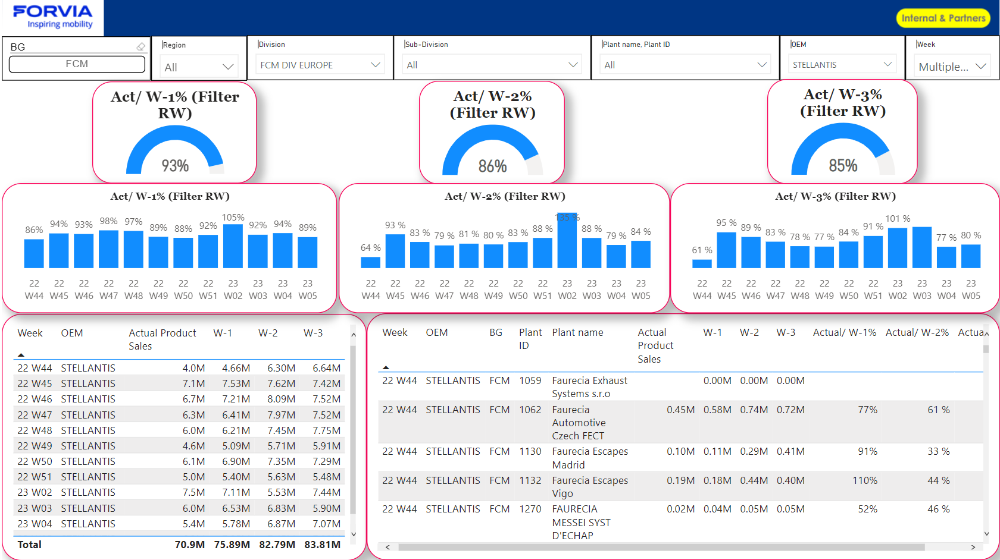 FORVIA
Inspiring mobility
Internal & Partners
BG
FCM
Region
All
Division
FCM DIV EUROPE
Sub-Division
All
Plant name, Plant ID
All
OEM
STELLANTIS
Week
Multiple...
Act/ W-1% (Filter
RW)
93%
Act/ W-2%
(Filter RW)
86%
Act/ W-3%
(Filter RW)
85%
Act/ W-1% (Filter RW)
86% 94% 93% 98% 97% 89% 88% 92% 105% 92% 94% 89%
22 22 22 22 22 22 22 22 23 23 23 23
W44 W45 W46 W47 W48 W49 W50 W51 W02 W03 W04 W05
Act/ W-2% (Filter RW)
64 % 93 % 83 % 79 % 81 % 80 % 83 % 88 % 135 % 88 % 79 % 84 %
22 22 22 22 22 22 22 22 23 23 23 23
W44 W45 W46 W47 W48 W49 W50 W51 W02 W03 W04 W05
Act/ W-3% (Filter RW)
61 % 95 % 89 % 83 % 78 % 77 % 84 % 91 % 101 % 77 % 80 %
22 22 22 22 22 22 22 22 23 23 23 23
W44 W45 W46 W47 W48 W49 W50 W51 W02 W03 W04 W05
Week OEM Actual Product W-1 W-2 W-3
Sales
22 W44 STELLANTIS 4.0M 4.66M 6.30M 6.64M
22 W45 STELLANTIS 7.1M 7.53M 7.62M 7.42M
22 W46 STELLANTIS 6.7M 7.21M 8.09M 7.52M
22 W47 STELLANTIS 6.3M 6.41M 7.97M 7.52M
22 W48 STELLANTIS 6.0M 6.21M 7.45M 7.75M
22 W49 STELLANTIS 4.6M 5.09M 5.71M 5.91M
22 W50 STELLANTIS 6.1M 6.90M 7.35M 7.29M
22 W51 STELLANTIS 5.0M 5.40M 5.63M 5.48M
23 W02 STELLANTIS 7.5M 7.11M 5.53M 7.44M
23 W03 STELLANTIS 6.0M 6.53M 6.83M 5.90M
23 W04 STELLANTIS 5.4M 5.78M 6.87M 7.07M
Total 70.9M 75.89M 82.79M 83.81M
Week OEM BG Plant Plant name Actual W-1 W-2 W-3 Actual/ W-1% Actual/ W-2% Actua
ID Product
Sales
22 W44 STELLANTIS FCM 1059 Faurecia Exhaust 0.00M 0.00M 0.00M
Systems s.r.o
22 W44 STELLANTIS FCM 1062 Faurecia 0.45M 0.58M 0.74M 0.72M 77% 61 %
Automotive
Czech FECT
22 W44 STELLANTIS FCM 1130 Faurecia Escapes 0.10M 0.11M 0.29M 0.41M 91% 33 %
Madrid
22 W44 STELLANTIS FCM 1132 Faurecia Escapes 0.19M 0.18M 0.44M 0.40M 110% 44 %
Vigo
22 W44 STELLANTIS FCM 1270 FAURECIA 0.02M 0.04M 0.05M 0.05M 52% 46 %
MESSEI SYST
D'ECHAP